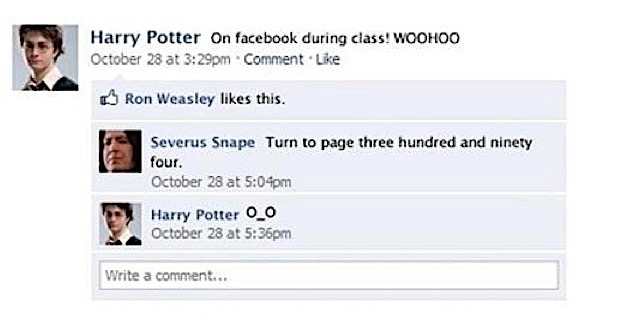 Harry Potter On facebook during class! WOOHOO
October 28 at 3:29pm · Comment · Like
Ron Weasley likes this.
Severus Snape Turn to page three hundred and ninety
four.
October 28 at 5:04pm
Harry Potter O_O
October 28 at 5:36pm
Write a comment...